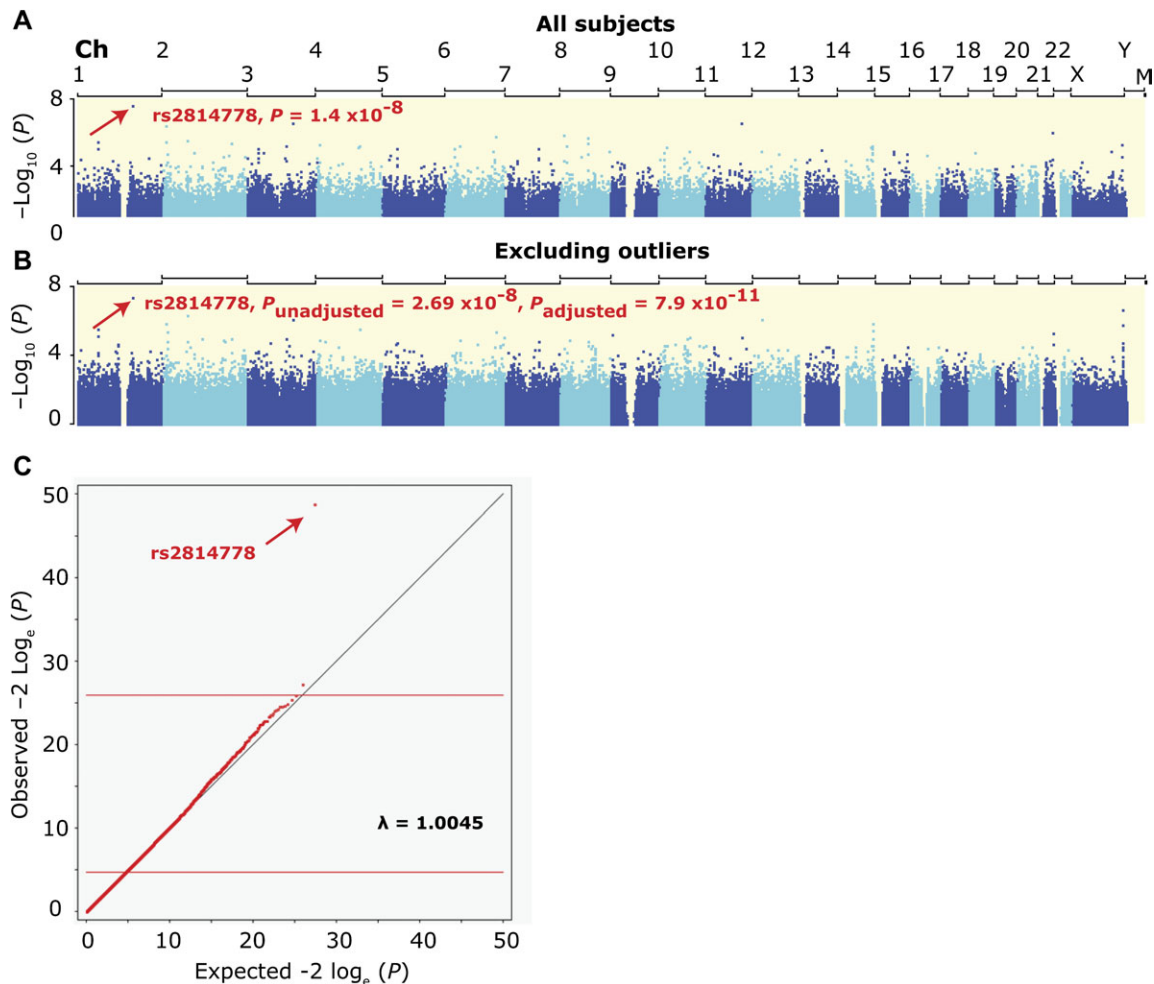 A
All subjects
Ch 2 4 6 8 10 12 14 16 18 20 22 Y
1 3 5 7 9 11 13 15 17 19 21 X M
8
rs2814778, P = 1.4 x10⁻⁸
4
−Log₁₀ (P)
0
B
Excluding outliers
8
rs2814778, Punadjusted = 2.69 x10⁻⁸, Padjusted = 7.9 x10⁻¹¹
4
−Log₁₀ (P)
0
C
50
rs2814778
40
30
Observed -2 Logₑ (P)
20
λ = 1.0045
10
0
0 10 20 30 40 50
Expected -2 logₑ (P)